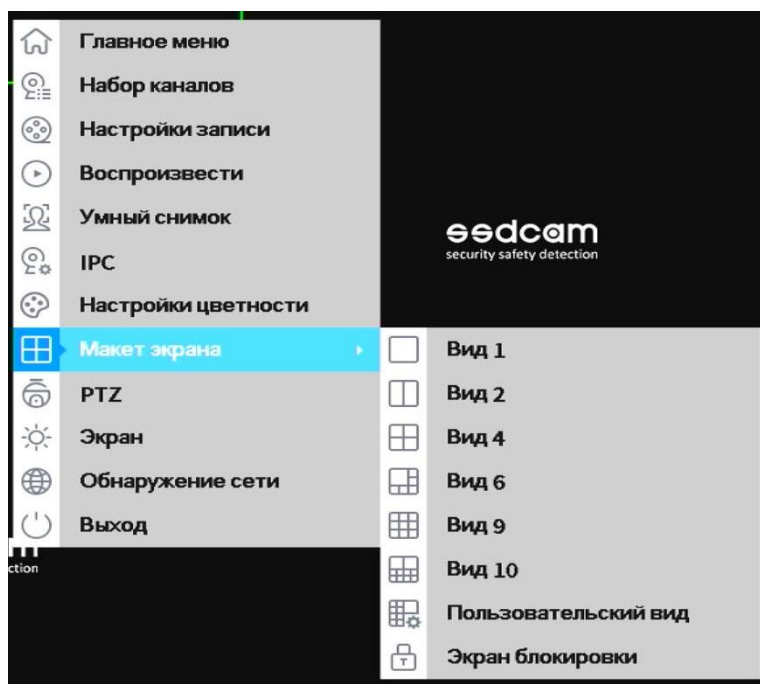 Главное меню
Набор каналов
Настройки записи
Воспроизвести
Умный снимок
IPC
Настройки цветности
Макет экрана
PTZ
Экран
Обнаружение сети
Выход
ssdcam
security safety detection
Вид 1
Вид 2
Вид 4
Вид 6
Вид 9
Вид 10
Пользовательский вид
Экран блокировки
ction